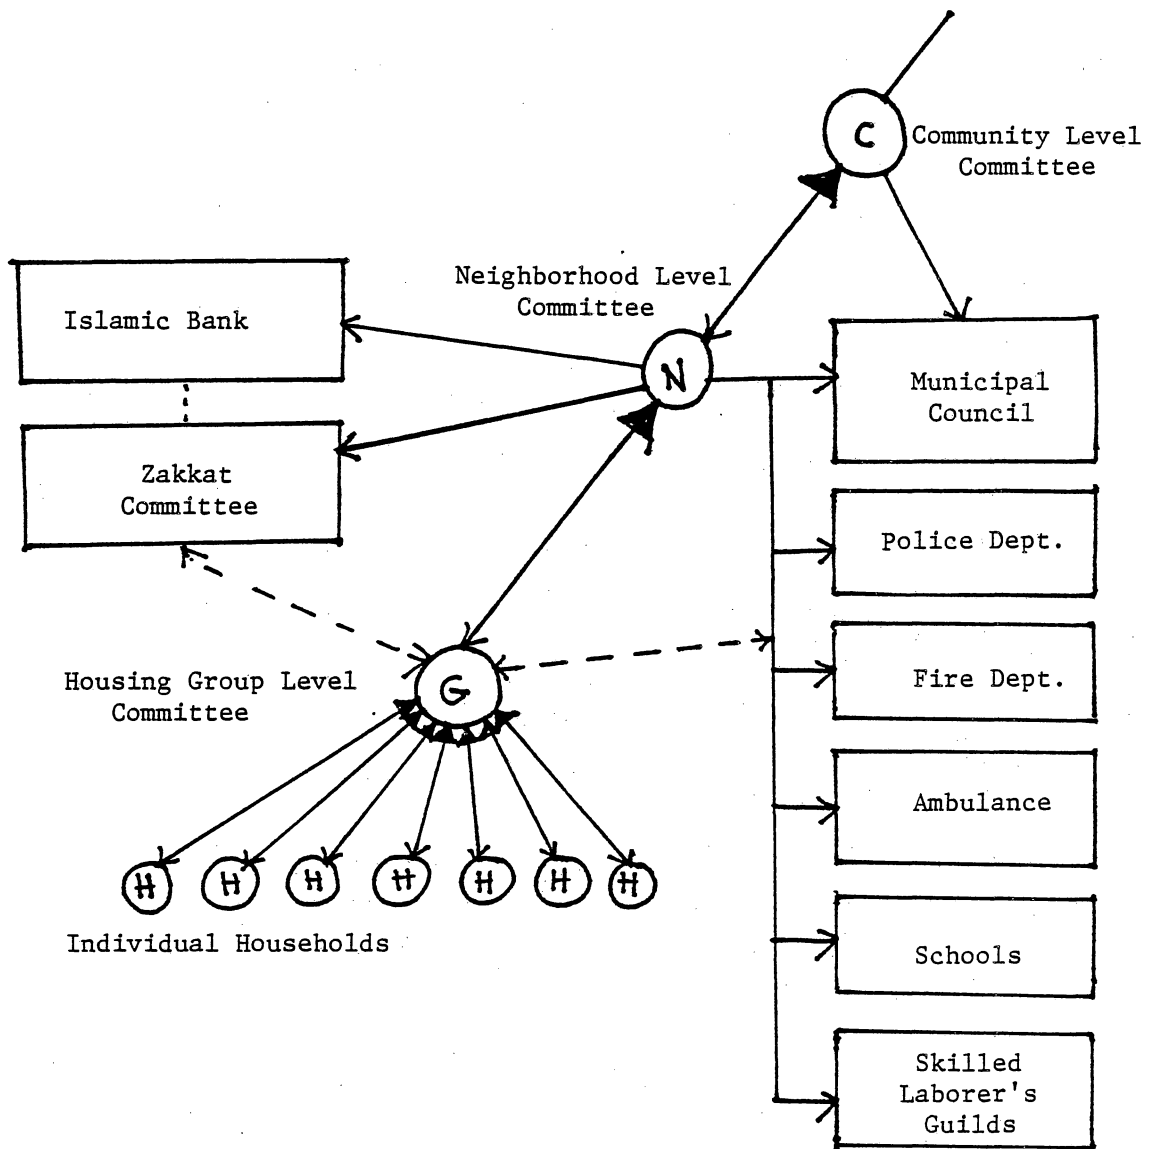 C
Community Level
Committee
Neighborhood Level
Committee
Islamic Bank
N
Municipal
Council
Zakkat
Committee
Police Dept.
Housing Group Level
Committee
G
Fire Dept.
Ambulance
H H H H H H H
Individual Households
Schools
Skilled
Laborer's
Guilds